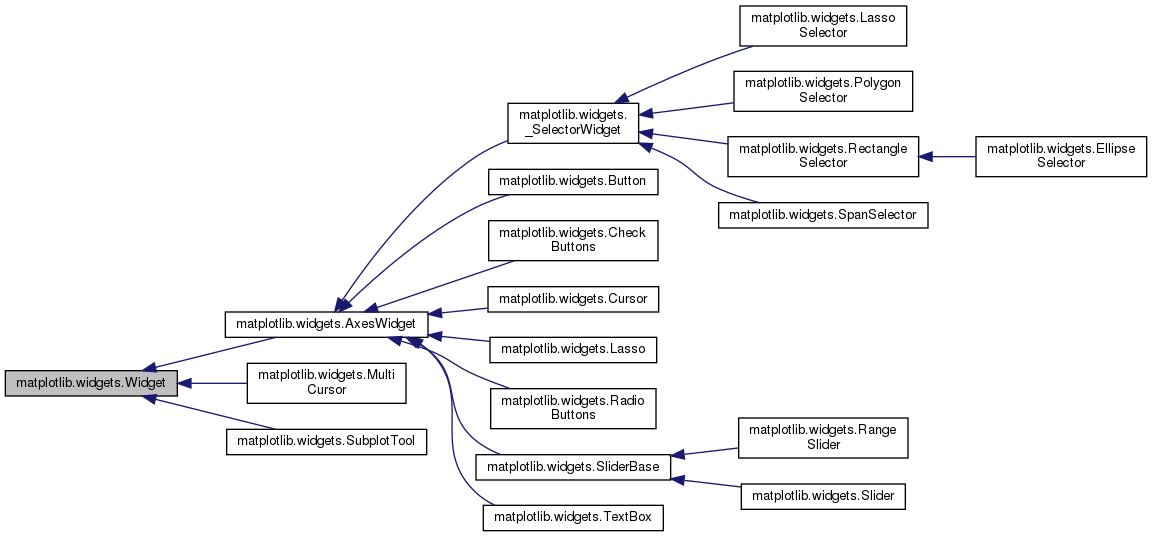 matplotlib.widgets.Lasso
Selector
matplotlib.widgets.Polygon
Selector
matplotlib.widgets.
_SelectorWidget
matplotlib.widgets.Rectangle
Selector
matplotlib.widgets.Ellipse
Selector
matplotlib.widgets.Button
matplotlib.widgets.SpanSelector
matplotlib.widgets.Check
Buttons
matplotlib.widgets.Cursor
matplotlib.widgets.AxesWidget
matplotlib.widgets.Lasso
matplotlib.widgets.Widget
matplotlib.widgets.Multi
Cursor
matplotlib.widgets.Radio
Buttons
matplotlib.widgets.SubplotTool
matplotlib.widgets.Range
Slider
matplotlib.widgets.SliderBase
matplotlib.widgets.Slider
matplotlib.widgets.TextBox